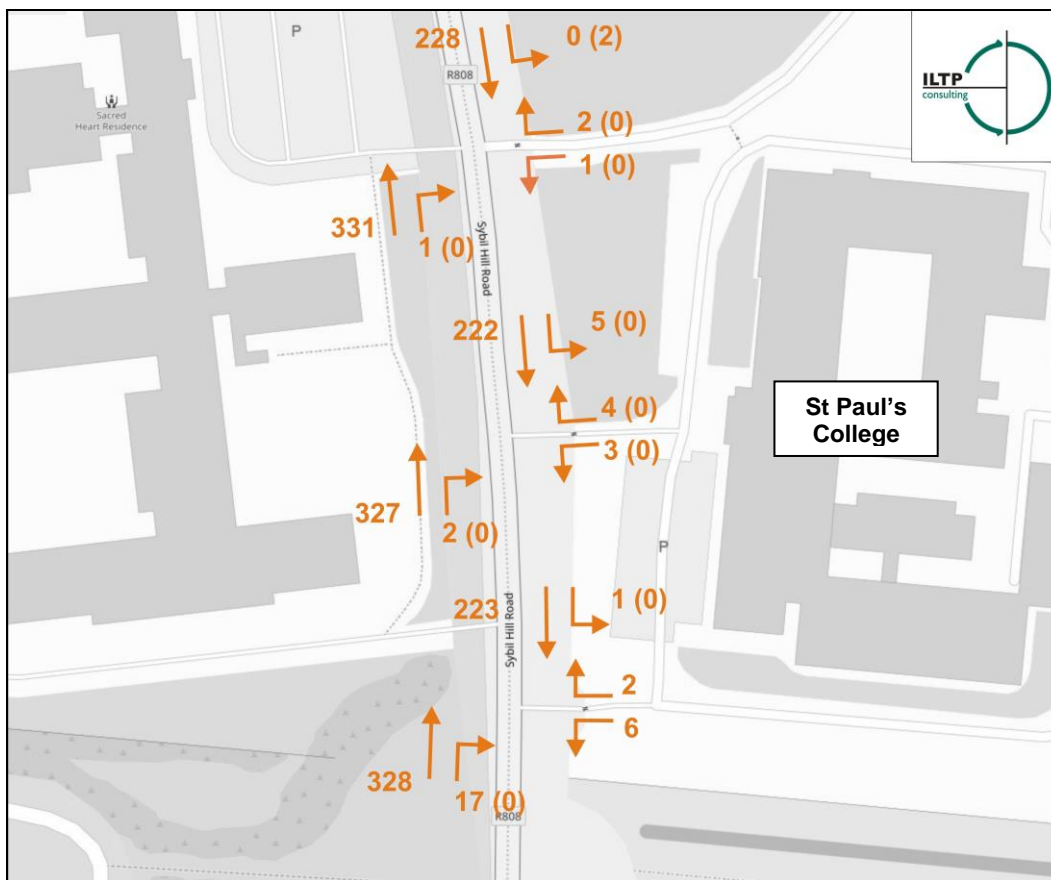 P
228
0 (2)
ILTP
consulting
R808
Sacred
Heart Residence
2 (0)
1 (0)
331
1 (0)
Sybil Hill Road
222
5 (0)
4 (0)
St Paul's
College
3 (0)
327
2 (0)
P
223
1 (0)
Sybil Hill Road
2
6
328
17 (0)
R808